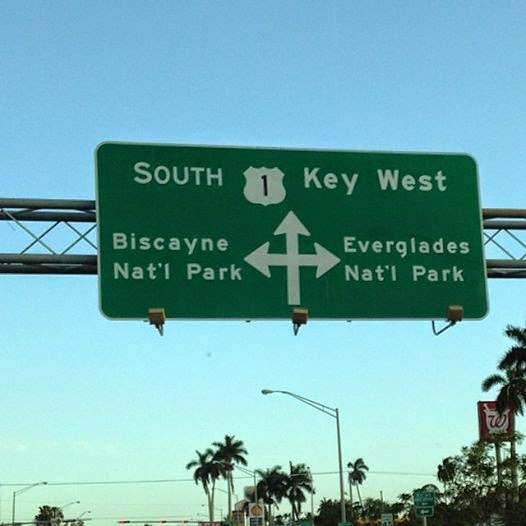 SOUTH 1 Key West
Biscayne
Nat'l Park
Everglades
Nat'l Park
W